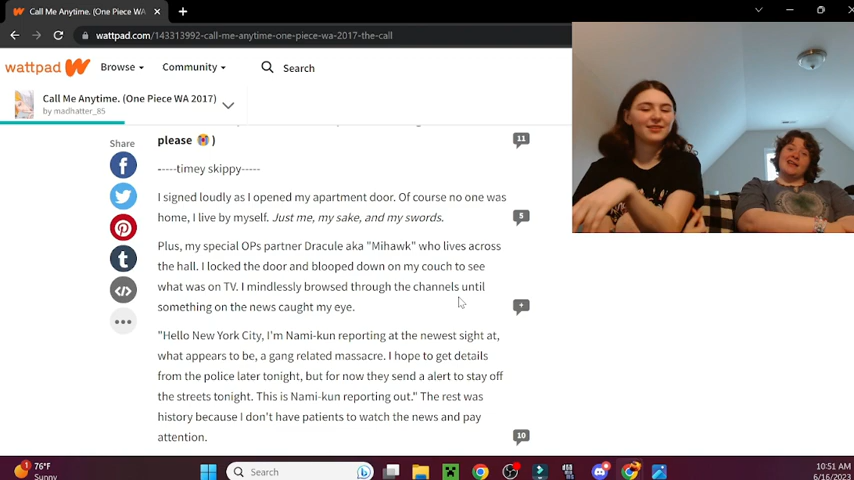 Call Me Anytime. (One Piece WA
wattpad.com/143313992-call-me-anytime-one-piece-wa-2017-the-call
wattpad
Browse
Community
Search
Call Me Anytime. (One Piece WA 2017)
by madhatter_85
Share
please 😭 )
11
-----timey skippy-----
I signed loudly as I opened my apartment door. Of course no one was
home, I live by myself. Just me, my sake, and my swords.
5
Plus, my special OPs partner Dracule aka "Mihawk" who lives across
the hall. I locked the door and blooped down on my couch to see
what was on TV. I mindlessly browsed through the channels until
something on the news caught my eye.
+
"Hello New York City, I'm Nami-kun reporting at the newest sight at,
what appears to be, a gang related massacre. I hope to get details
from the police later tonight, but for now they send a alert to stay off
the streets tonight. This is Nami-kun reporting out." The rest was
history because I don't have patients to watch the news and pay
attention.
10
76°F
Sunny
Search
10:51 AM
6/16/2023